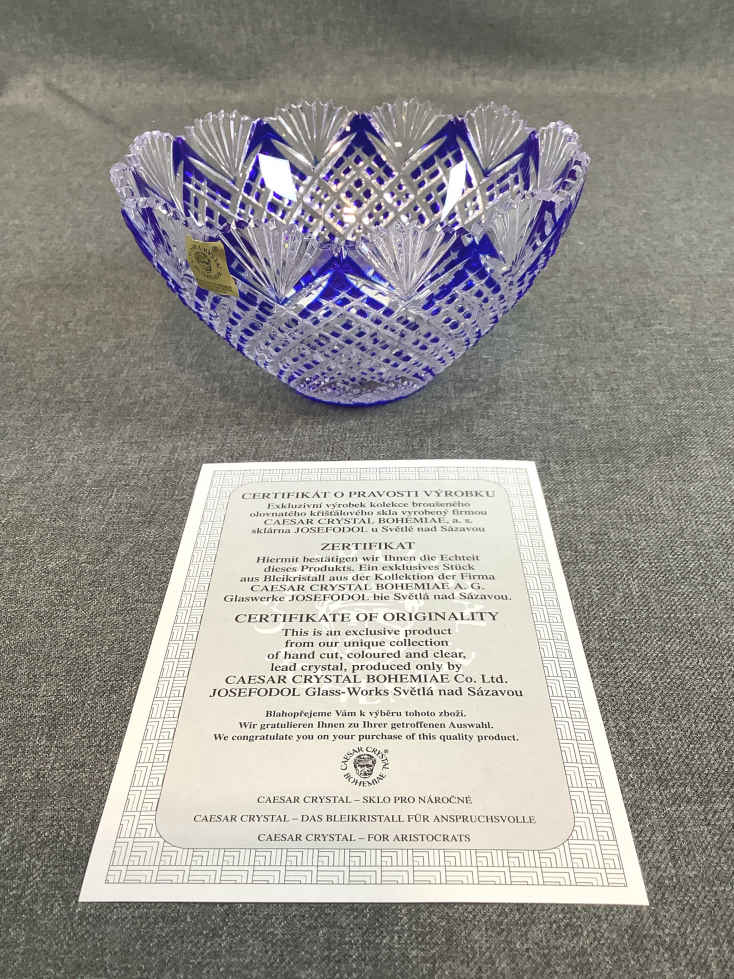 CERTIFIKÁT O PRAVOSTI VÝROBKU
Exkluzivní výrobek kolekce broušeného
olovnatého křišťálového skla vyrobený firmou
CAESAR CRYSTAL BOHEMIAE, a. s.
sklárna JOSEFODOL u Světlé nad Sázavou
ZERTIFIKAT
Hiermit bestätigen wir Ihnen die Echteit
dieses Produkts. Ein exklusives Stück
aus Bleikristall aus der Kollektion der Firma
CAESAR CRYSTAL BOHEMIAE A. G.
Glaswerke JOSEFODOL bie Světlá nad Sázavou.
CERTIFICATE OF ORIGINALITY
This is an exclusive product
from our unique collection
of hand cut, coloured and clear,
lead crystal, produced only by
CAESAR CRYSTAL BOHEMIAE Co. Ltd.
JOSEFODOL Glass-Works Světlá nad Sázavou
Blahopřejeme Vám k výběru tohoto zboží.
Wir gratulieren Ihnen zu Ihrer getroffenen Auswahl.
We congratulate you on your purchase of this quality product.
CAESAR CRYSTAL ®
BOHEMIAE
CAESAR CRYSTAL – SKLO PRO NÁROČNÉ
CAESAR CRYSTAL – DAS BLEIKRISTALL FÜR ANSPRUCHSVOLLE
CAESAR CRYSTAL – FOR ARISTOCRATS